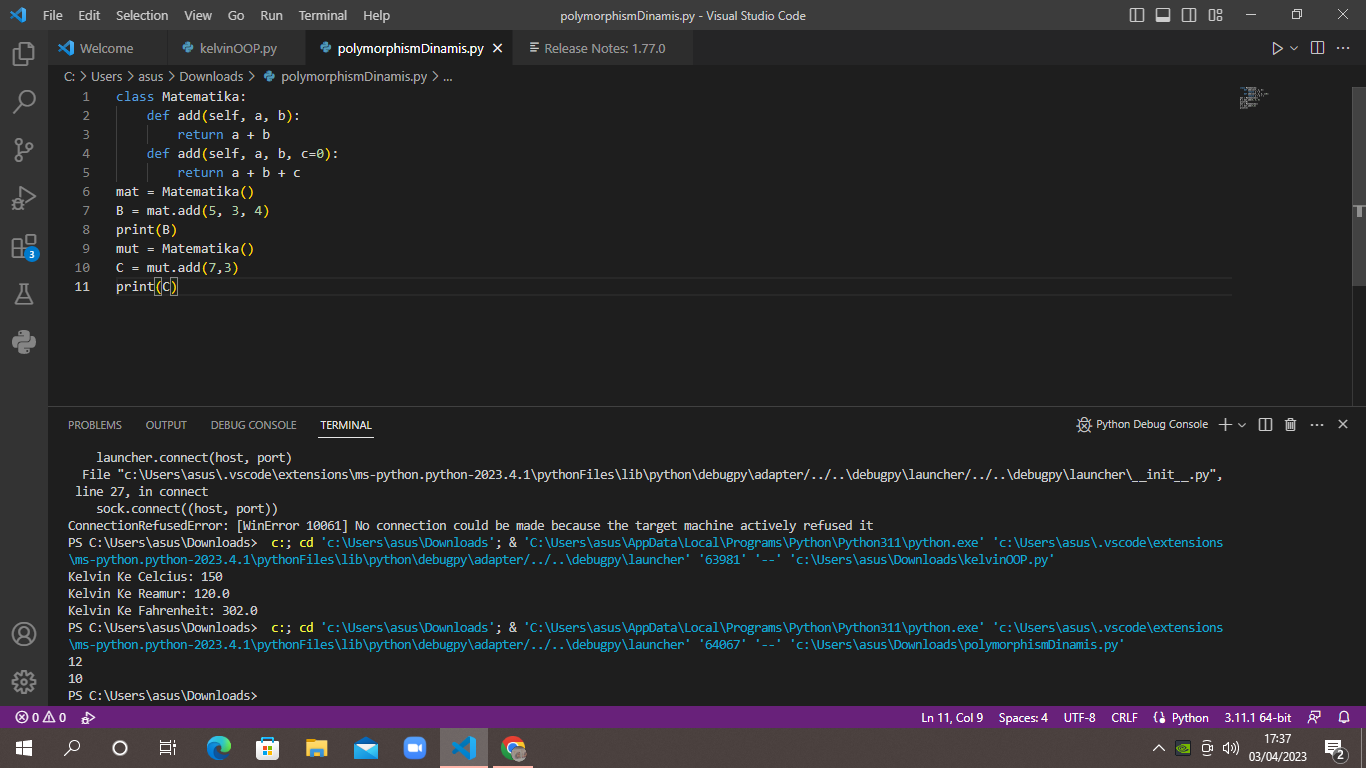 File Edit Selection View Go Run Terminal Help
polymorphismDinamis.py - Visual Studio Code
Welcome
kelvinOOP.py
polymorphismDinamis.py
Release Notes: 1.77.0
C: > Users > asus > Downloads > polymorphismDinamis.py > ...
1 class Matematika:
2     def add(self, a, b):
3         return a + b
4     def add(self, a, b, c=0):
5         return a + b + c
6 mat = Matematika()
7 B = mat.add(5, 3, 4)
8 print(B)
9 mut = Matematika()
10 C = mut.add(7,3)
11 print(C)
3
PROBLEMS OUTPUT DEBUG CONSOLE TERMINAL
Python Debug Console
launcher.connect(host, port)
File "c:\Users\asus\.vscode\extensions\ms-python.python-2023.4.1\pythonFiles\lib\python\debugpy\adapter/../..\debugpy\launcher/../..\debugpy\launcher\__init__.py",
line 27, in connect
sock.connect((host, port))
ConnectionRefusedError: [WinError 10061] No connection could be made because the target machine actively refused it
PS C:\Users\asus\Downloads>  c:; cd 'c:\Users\asus\Downloads'; & 'C:\Users\asus\AppData\Local\Programs\Python\Python311\python.exe' 'c:\Users\asus\.vscode\extensions
\ms-python.python-2023.4.1\pythonFiles\lib\python\debugpy\adapter/../..\debugpy\launcher' '63981' '--' 'c:\Users\asus\Downloads\kelvinOOP.py'
Kelvin Ke Celcius: 150
Kelvin Ke Reamur: 120.0
Kelvin Ke Fahrenheit: 302.0
PS C:\Users\asus\Downloads>  c:; cd 'c:\Users\asus\Downloads'; & 'C:\Users\asus\AppData\Local\Programs\Python\Python311\python.exe' 'c:\Users\asus\.vscode\extensions
\ms-python.python-2023.4.1\pythonFiles\lib\python\debugpy\adapter/../..\debugpy\launcher' '64067' '--' 'c:\Users\asus\Downloads\polymorphismDinamis.py'
12
10
PS C:\Users\asus\Downloads>
0 0
Ln 11, Col 9 Spaces: 4 UTF-8 CRLF Python 3.11.1 64-bit
17:37
03/04/2023
2